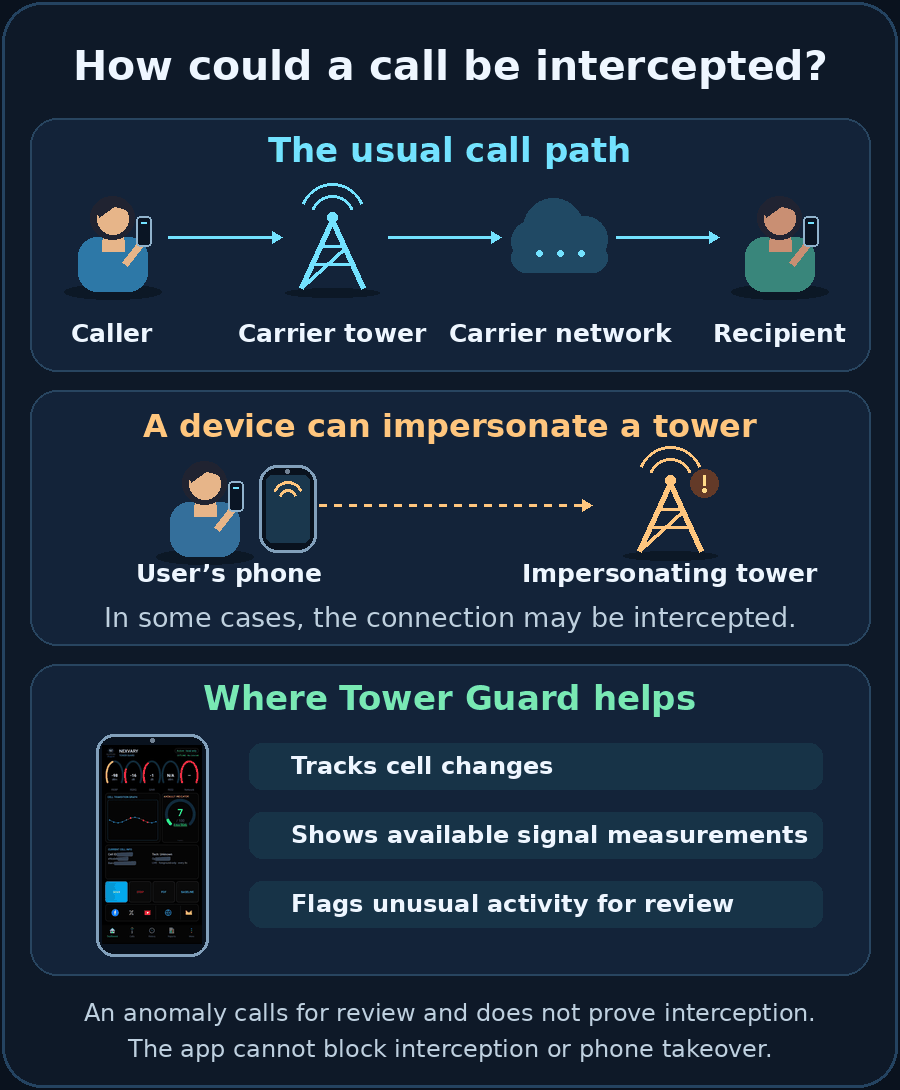 How could a call be intercepted?
The usual call path
Caller
Carrier tower
Carrier network
Recipient
A device can impersonate a tower
!
User’s phone
Impersonating tower
In some cases, the connection may be intercepted.
Where Tower Guard helps
NEXVARY
7
N/A
Tracks cell changes
Shows available signal measurements
Flags unusual activity for review
An anomaly calls for review and does not prove interception.
The app cannot block interception or phone takeover.